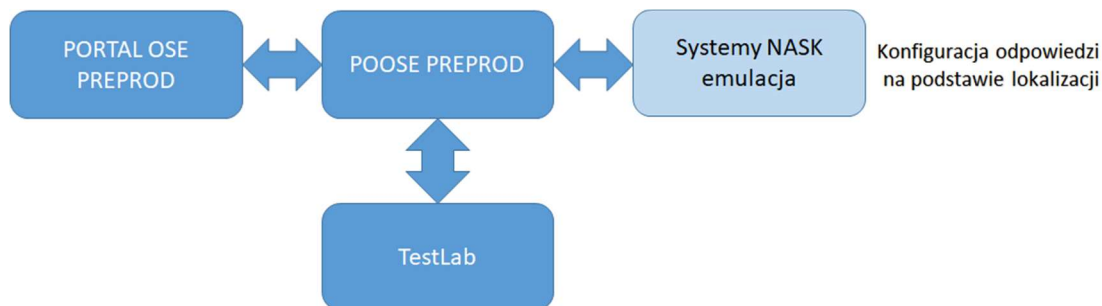 PORTAL OSE
PREPROD
POOSE PREPROD
Systemy NASK
emulacja
Konfiguracja odpowiedzi
na podstawie lokalizacji
TestLab